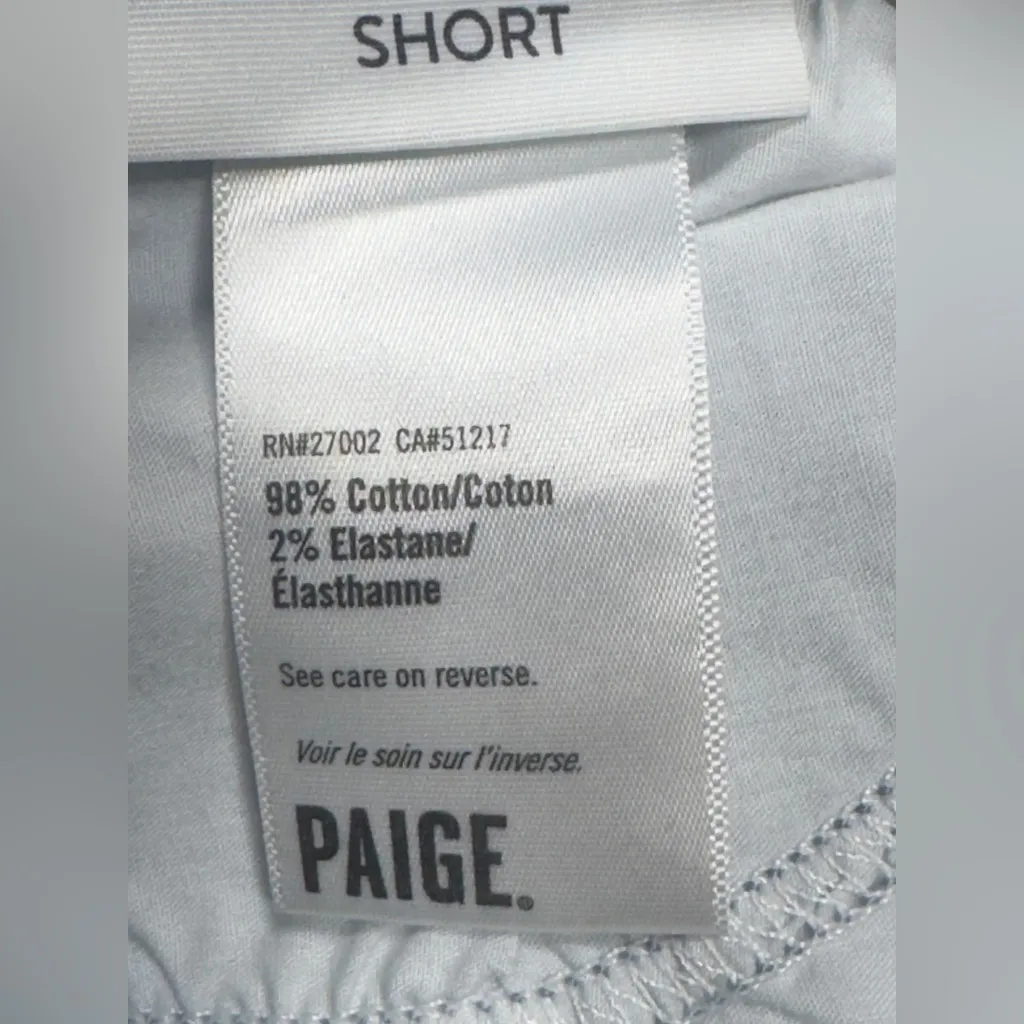 SHORT
RN#27002 CA#51217
98% Cotton/Coton
2% Elastane/
Élasthanne
See care on reverse.
Voir le soin sur l'inverse.
PAIGE®